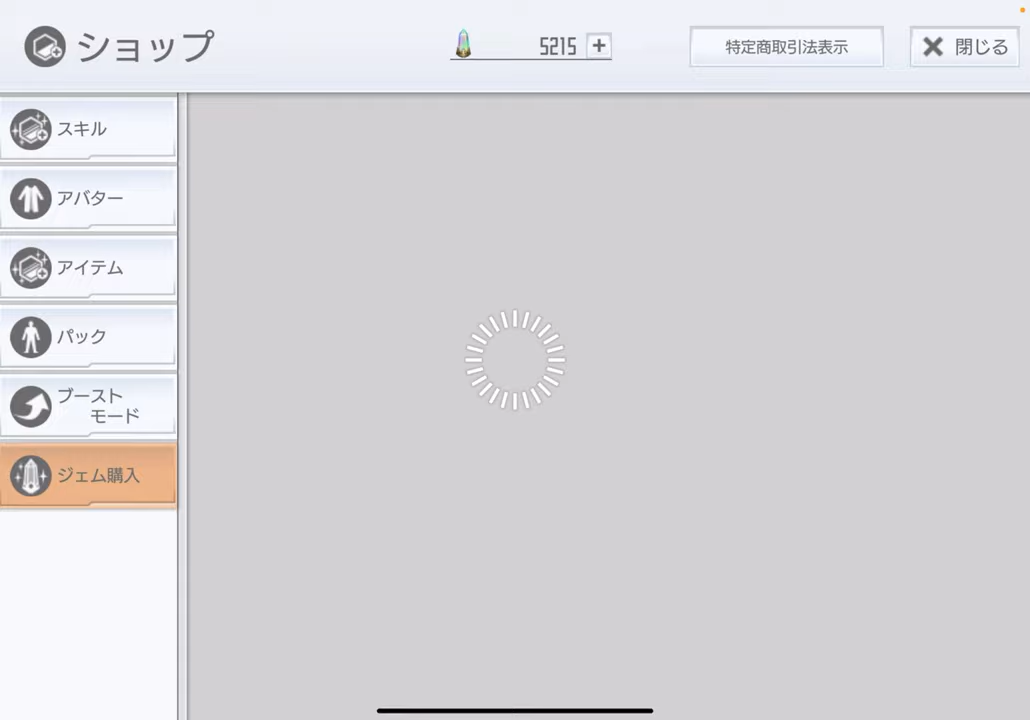 ショップ
5215
特定商取引法表示
閉じる
スキル
アバター
アイテム
パック
ブースト
モード
ジェム購入